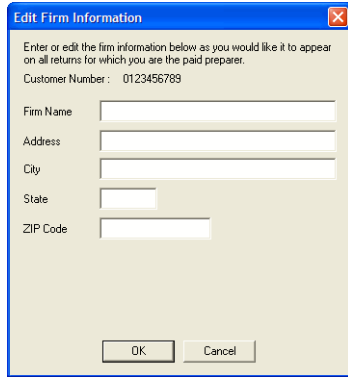 Edit Firm Information
Enter or edit the firm information below as you would like it to appear
on all returns for which you are the paid preparer.
Customer Number : 0123456789
Firm Name
Address
City
State
ZIP Code
OK Cancel